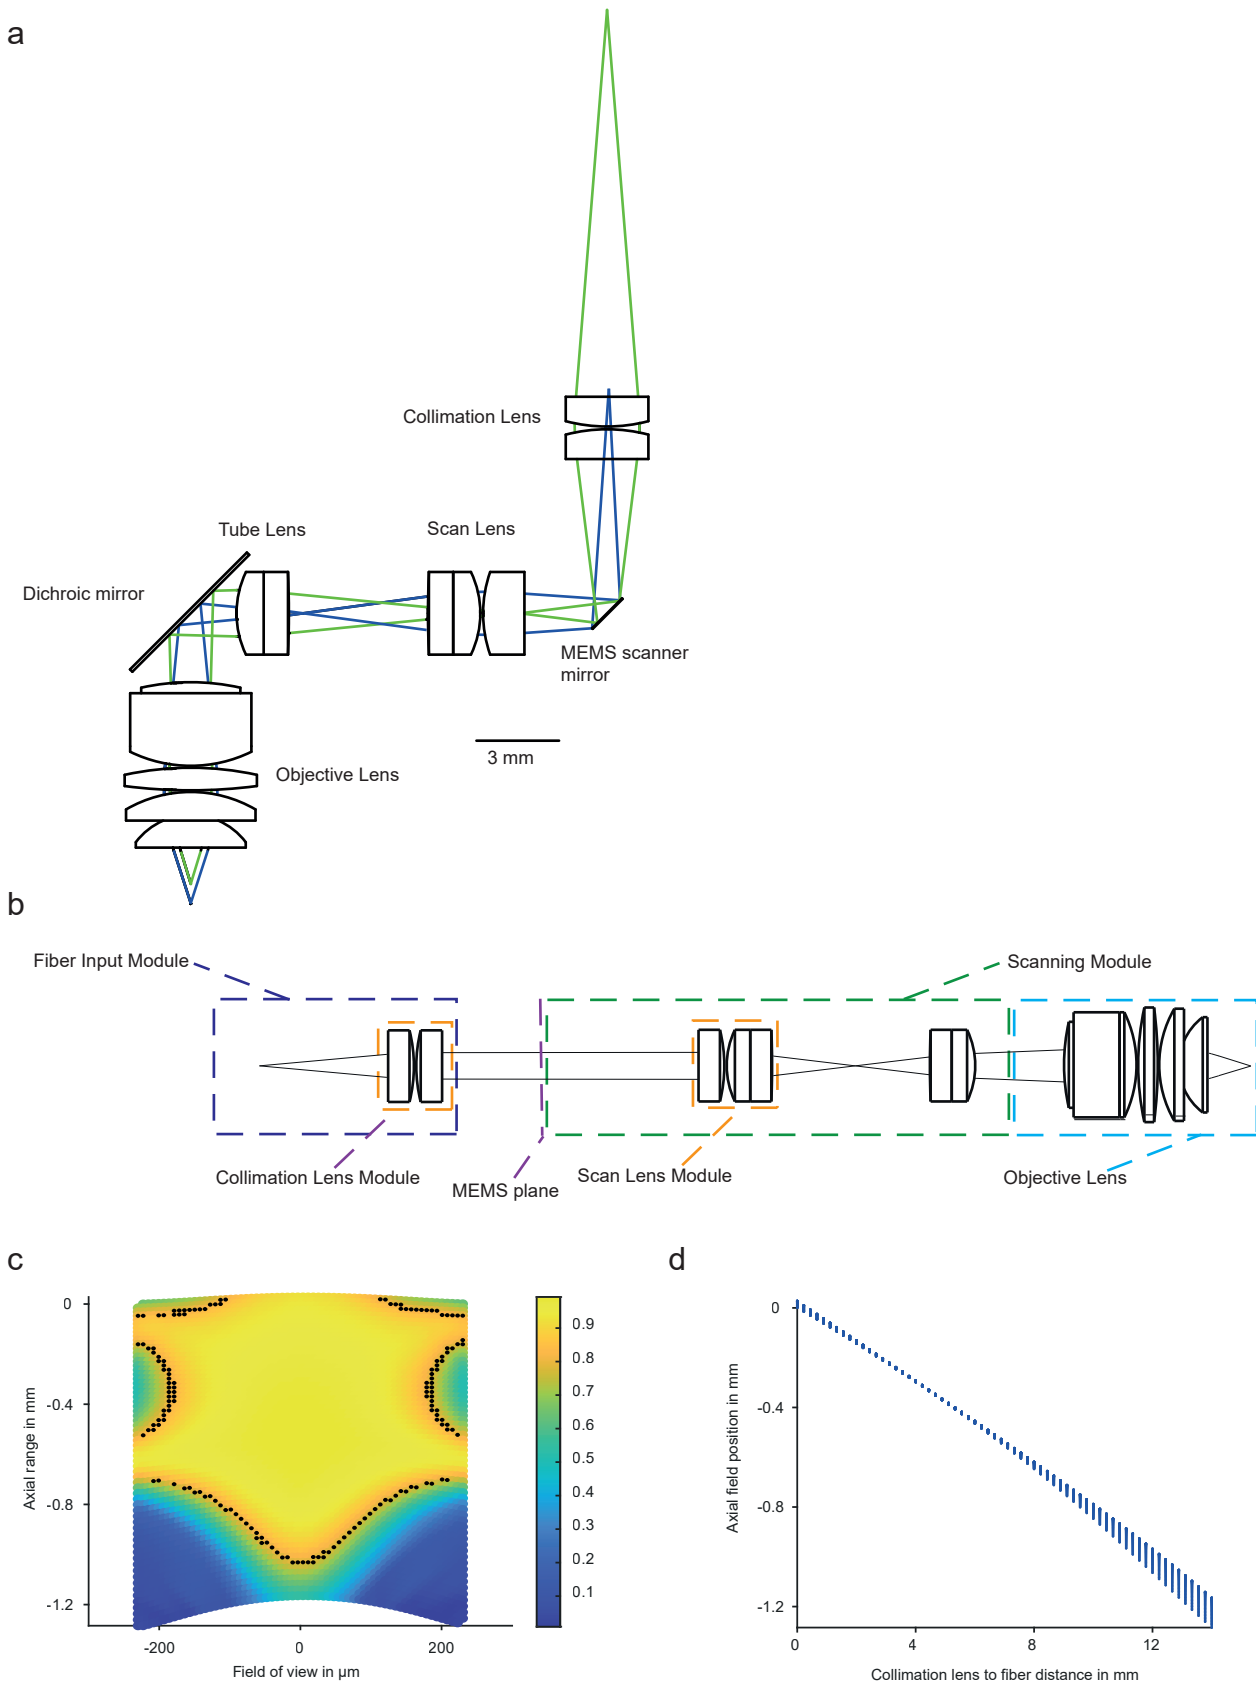 a
Collimation Lens
Tube Lens
Scan Lens
Dichroic mirror
MEMS scanner
mirror
3 mm
Objective Lens
b
Fiber Input Module
Scanning Module
Collimation Lens Module
MEMS plane
Scan Lens Module
Objective Lens
c
Axial range in mm
0
-0.4
-0.8
-1.2
-200
0
200
Field of view in µm
0.9
0.8
0.7
0.6
0.5
0.4
0.3
0.2
0.1
d
Axial field position in mm
0
-0.4
-0.8
-1.2
0
4
8
12
Collimation lens to fiber distance in mm